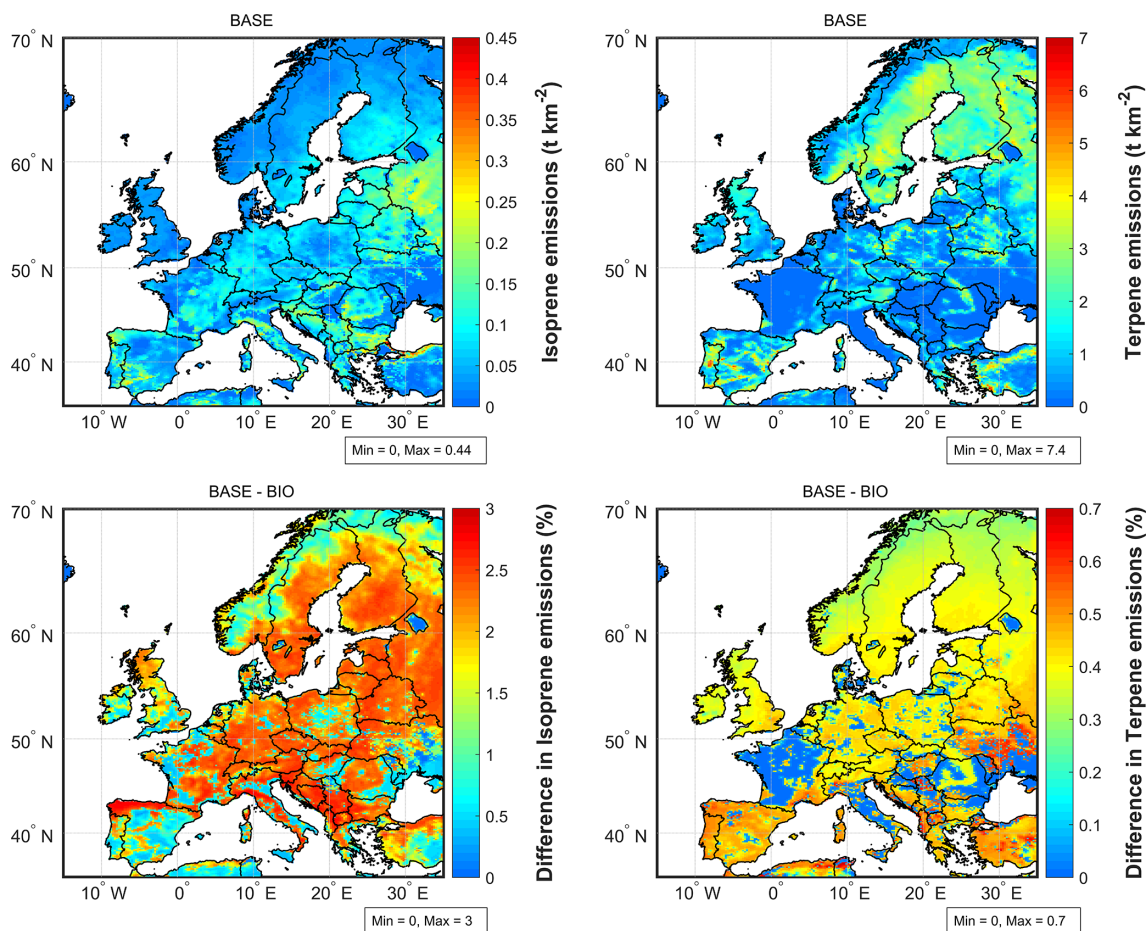 BASE
70° N
60° N
50° N
40° N
10° W
0°
10° E
20° E
30° E
0.45
0.4
0.35
0.3
0.25
0.2
0.15
0.1
0.05
0
Isoprene emissions (t km-2)
Min = 0, Max = 0.44
BASE
70° N
60° N
50° N
40° N
10° W
0°
10° E
20° E
30° E
7
6
5
4
3
2
1
0
Terpene emissions (t km-2)
Min = 0, Max = 7.4
BASE - BIO
70° N
60° N
50° N
40° N
10° W
0°
10° E
20° E
30° E
3
2.5
2
1.5
1
0.5
0
Difference in Isoprene emissions (%)
Min = 0, Max = 3
BASE - BIO
70° N
60° N
50° N
40° N
10° W
0°
10° E
20° E
30° E
0.7
0.6
0.5
0.4
0.3
0.2
0.1
0
Difference in Terpene emissions (%)
Min = 0, Max = 0.7